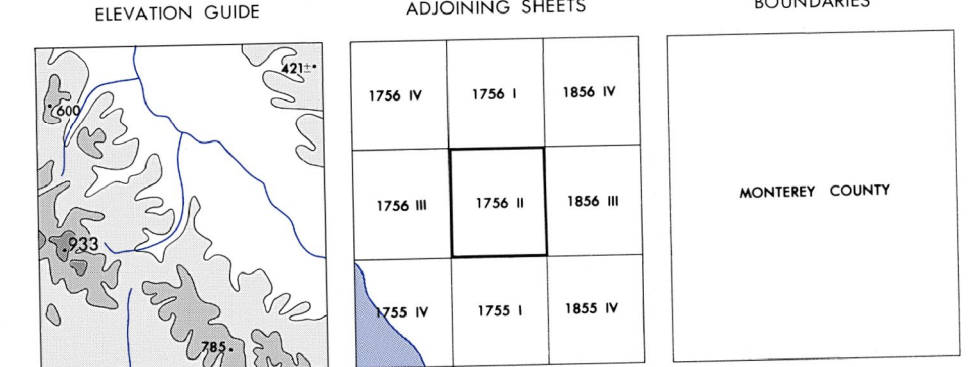 ELEVATION GUIDE
421±
600
933
785
ADJOINING SHEETS
1756 IV 1756 I 1856 IV
1756 III 1756 II 1856 III
1755 IV 1755 I 1855 IV
BOUNDARIES
MONTEREY COUNTY